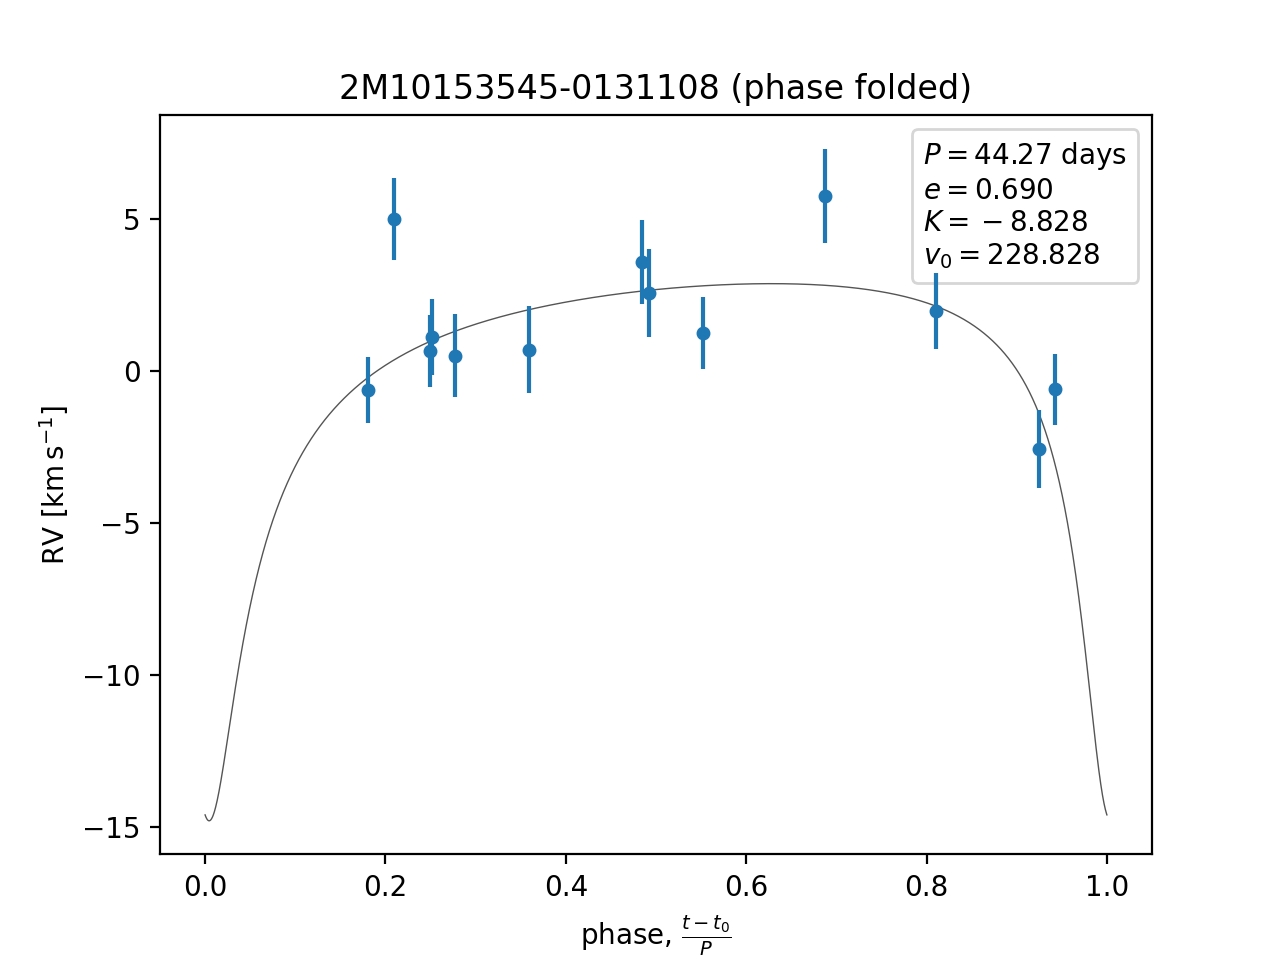 2M10153545-0131108 (phase folded)
P = 44.27 days
e = 0.690
K = −8.828
v₀ = 228.828
RV [km s⁻¹]
5
0
−5
−10
−15
0.0 0.2 0.4 0.6 0.8 1.0
phase, (t − t₀)/P